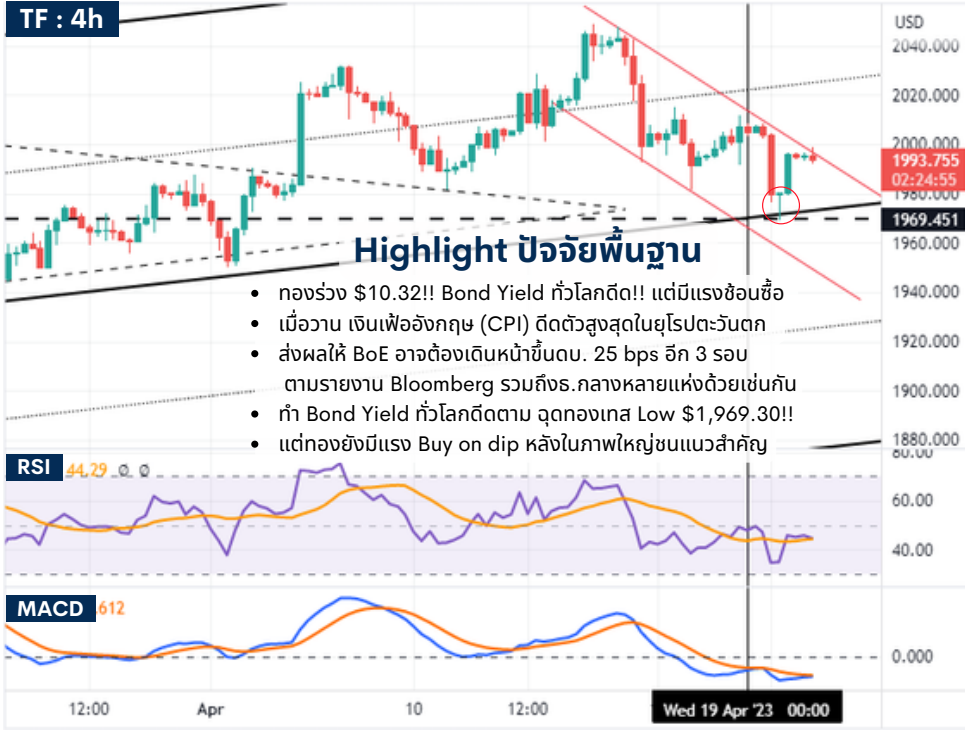 TF : 4h
USD
2040.000
2020.000
2000.000
1993.755
02:24:55
1980.000
1969.451
1960.000
1940.000
1920.000
1900.000
1880.000
Highlight ปัจจัยพื้นฐาน
• ทองร่วง $10.32!! Bond Yield ทั่วโลกดีด!! แต่มีแรงช้อนซื้อ
• เมื่อวาน เงินเฟ้ออังกฤษ (CPI) ดีดตัวสูงสุดในยุโรปตะวันตก
• ส่งผลให้ BoE อาจต้องเดินหน้าขึ้นดบ. 25 bps อีก 3 รอบ
ตามรายงาน Bloomberg รวมถึงธ.กลางหลายแห่งด้วยเช่นกัน
• ทำ Bond Yield ทั่วโลกดีดตาม ฉุดทองเทส Low $1,969.30!!
• แต่ทองยังมีแรง Buy on dip หลังในภาพใหญ่ชนแนวสำคัญ
RSI 44.29 Ø Ø
80.00
60.00
40.00
MACD .612
0.000
12:00 Apr 10 12:00 Wed 19 Apr '23 00:00